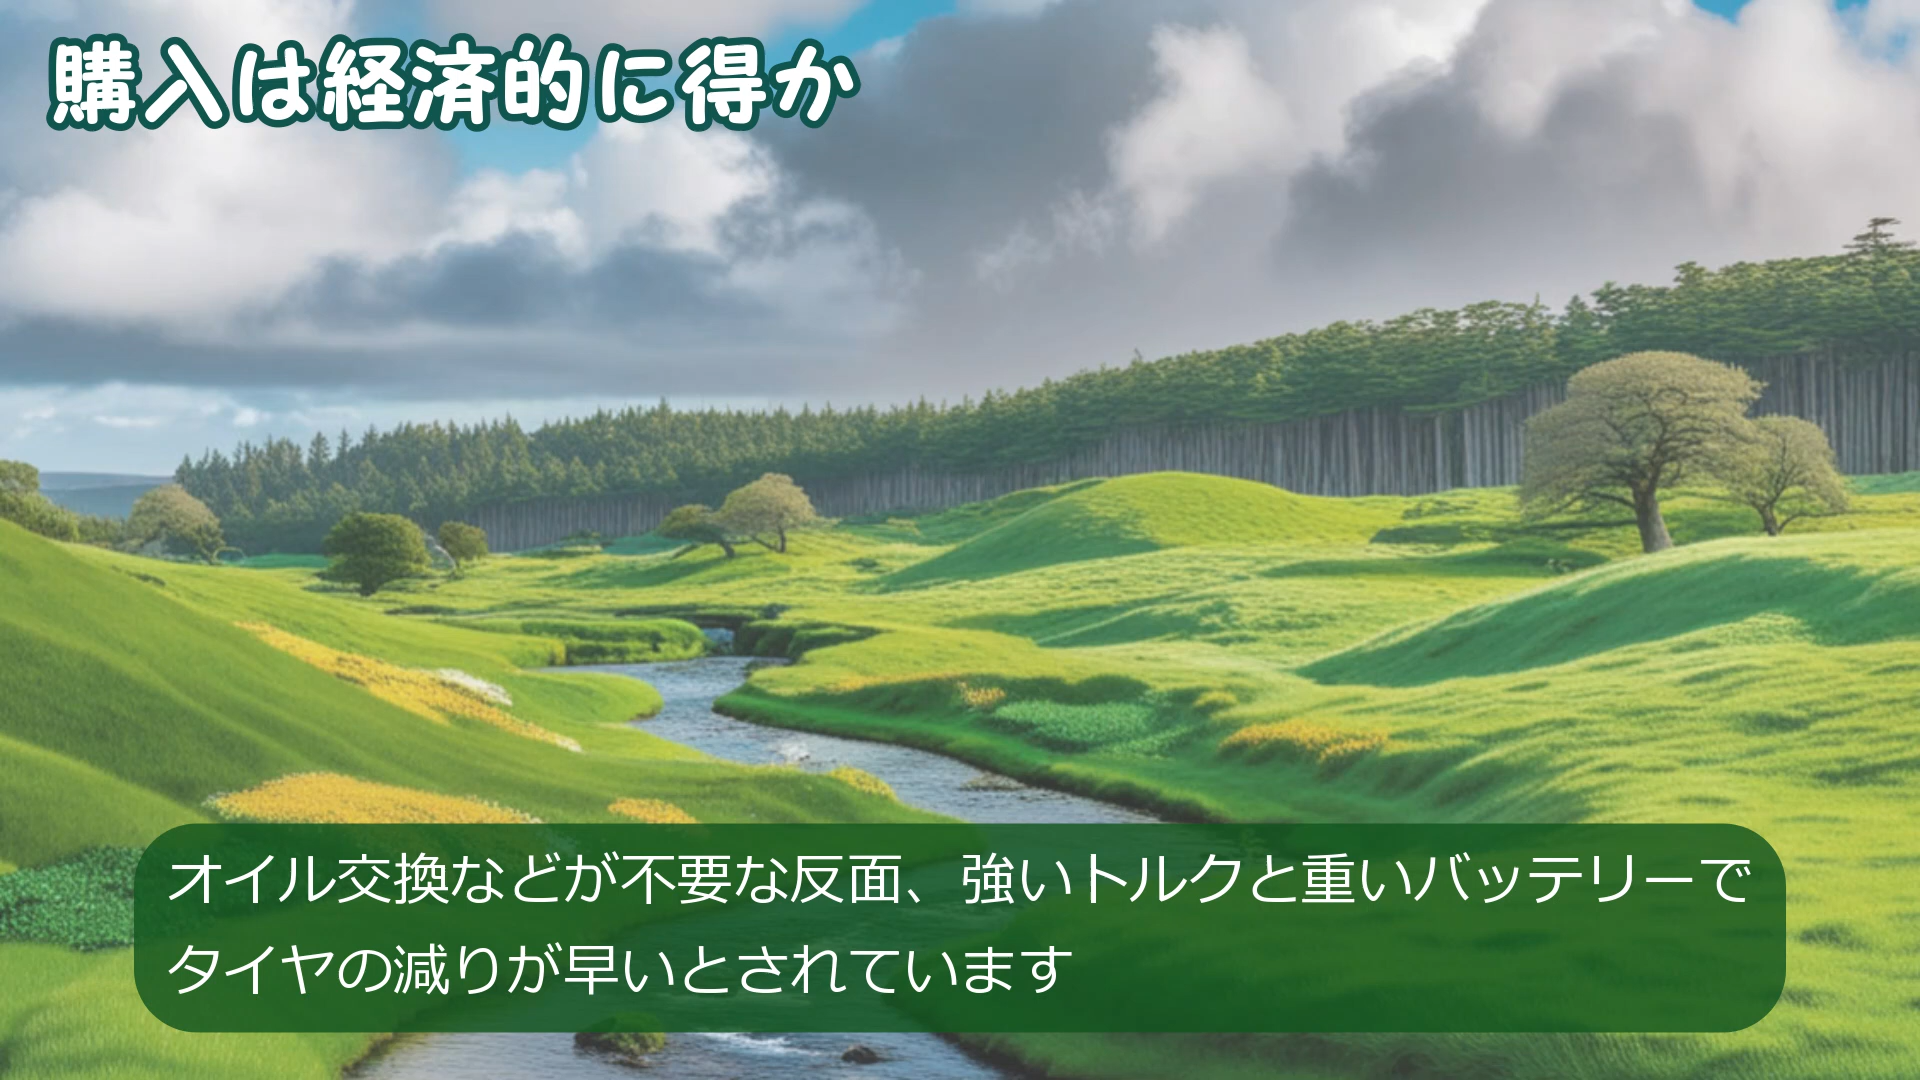 購入は経済的に得か
オイル交換などが不要な反面、強いトルクと重いバッテリーで
タイヤの減りが早いとされています